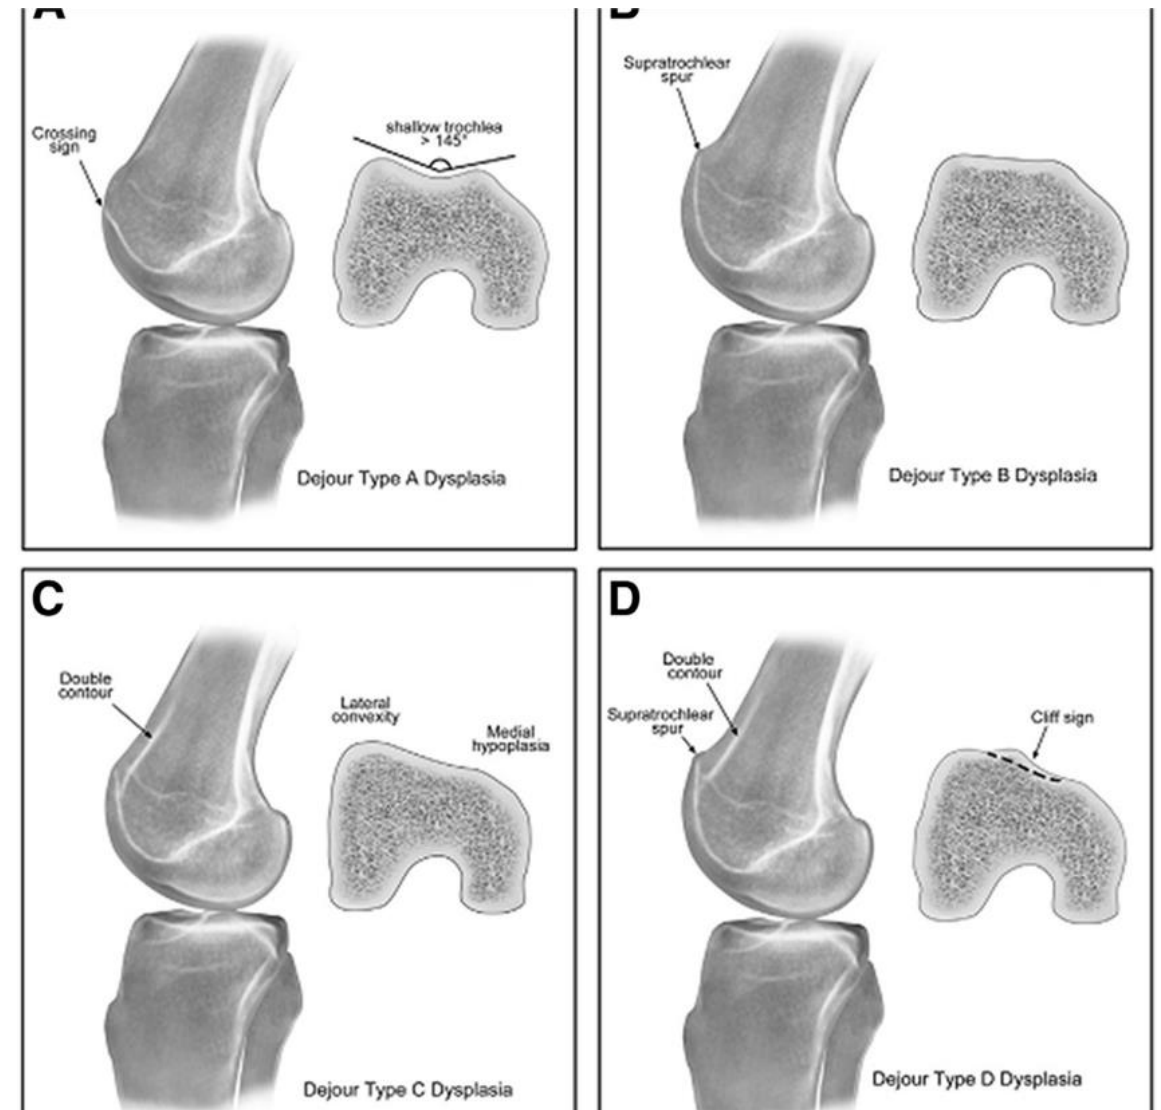 A
Crossing
sign
shallow trochlea
> 145°
Dejour Type A Dysplasia
B
Supratrochlear
spur
Dejour Type B Dysplasia
C
Double
contour
Lateral
convexity
Medial
hypoplasia
Dejour Type C Dysplasia
D
Double
contour
Supratrochlear
spur
Cliff sign
Dejour Type D Dysplasia